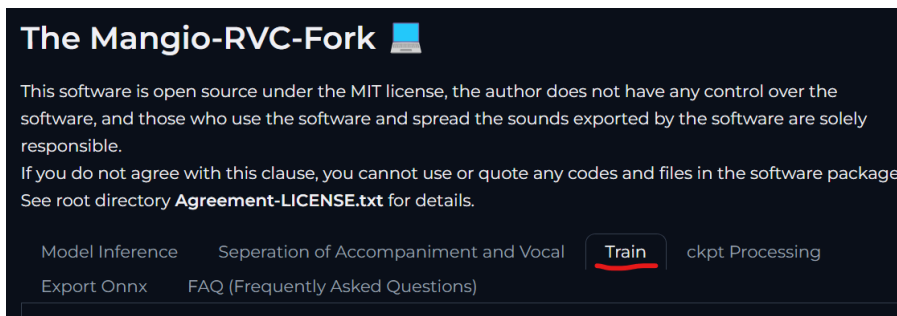 The Mangio-RVC-Fork 💻
This software is open source under the MIT license, the author does not have any control over the
software, and those who use the software and spread the sounds exported by the software are solely
responsible.
If you do not agree with this clause, you cannot use or quote any codes and files in the software package
See root directory Agreement-LICENSE.txt for details.
Model Inference Seperation of Accompaniment and Vocal Train ckpt Processing
Export Onnx FAQ (Frequently Asked Questions)